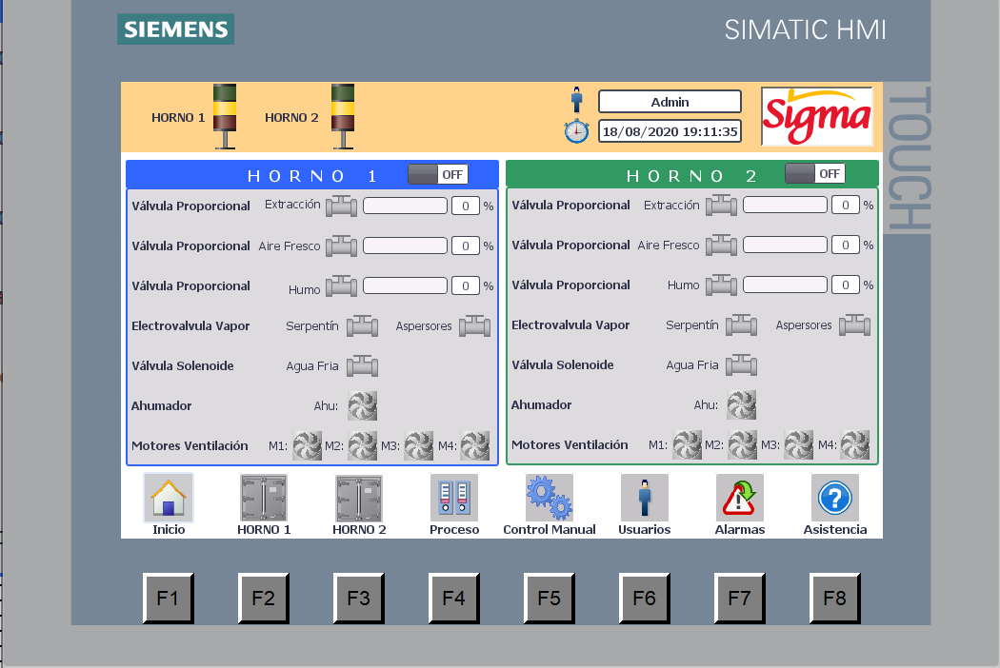 SIEMENS
SIMATIC HMI
TOUCH
HORNO 1
HORNO 2
Admin
18/08/2020 19:11:35
Sigma
HORNO 1 OFF
Válvula Proporcional Extracción 0 %
Válvula Proporcional Aire Fresco 0 %
Válvula Proporcional Humo 0 %
Electrovalvula Vapor Serpentín Aspersores
Válvula Solenoide Agua Fria
Ahumador Ahu:
Motores Ventilación M1: M2: M3: M4:
HORNO 2 OFF
Válvula Proporcional Extracción 0 %
Válvula Proporcional Aire Fresco 0 %
Válvula Proporcional Humo 0 %
Electrovalvula Vapor Serpentín Aspersores
Válvula Solenoide Agua Fria
Ahumador Ahu:
Motores Ventilación M1: M2: M3: M4:
Inicio
HORNO 1
HORNO 2
Proceso
Control Manual
Usuarios
Alarmas
Asistencia
F1
F2
F3
F4
F5
F6
F7
F8